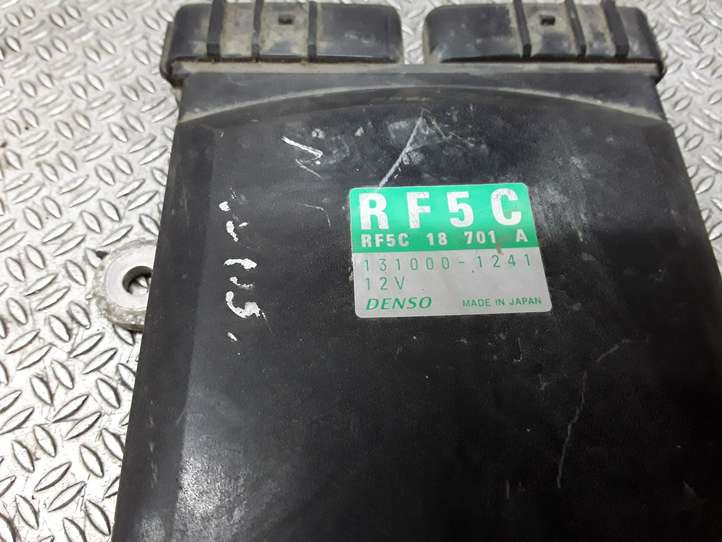 RF5C
RF5C 18 701 A
131000-1241
12V
DENSO MADE IN JAPAN